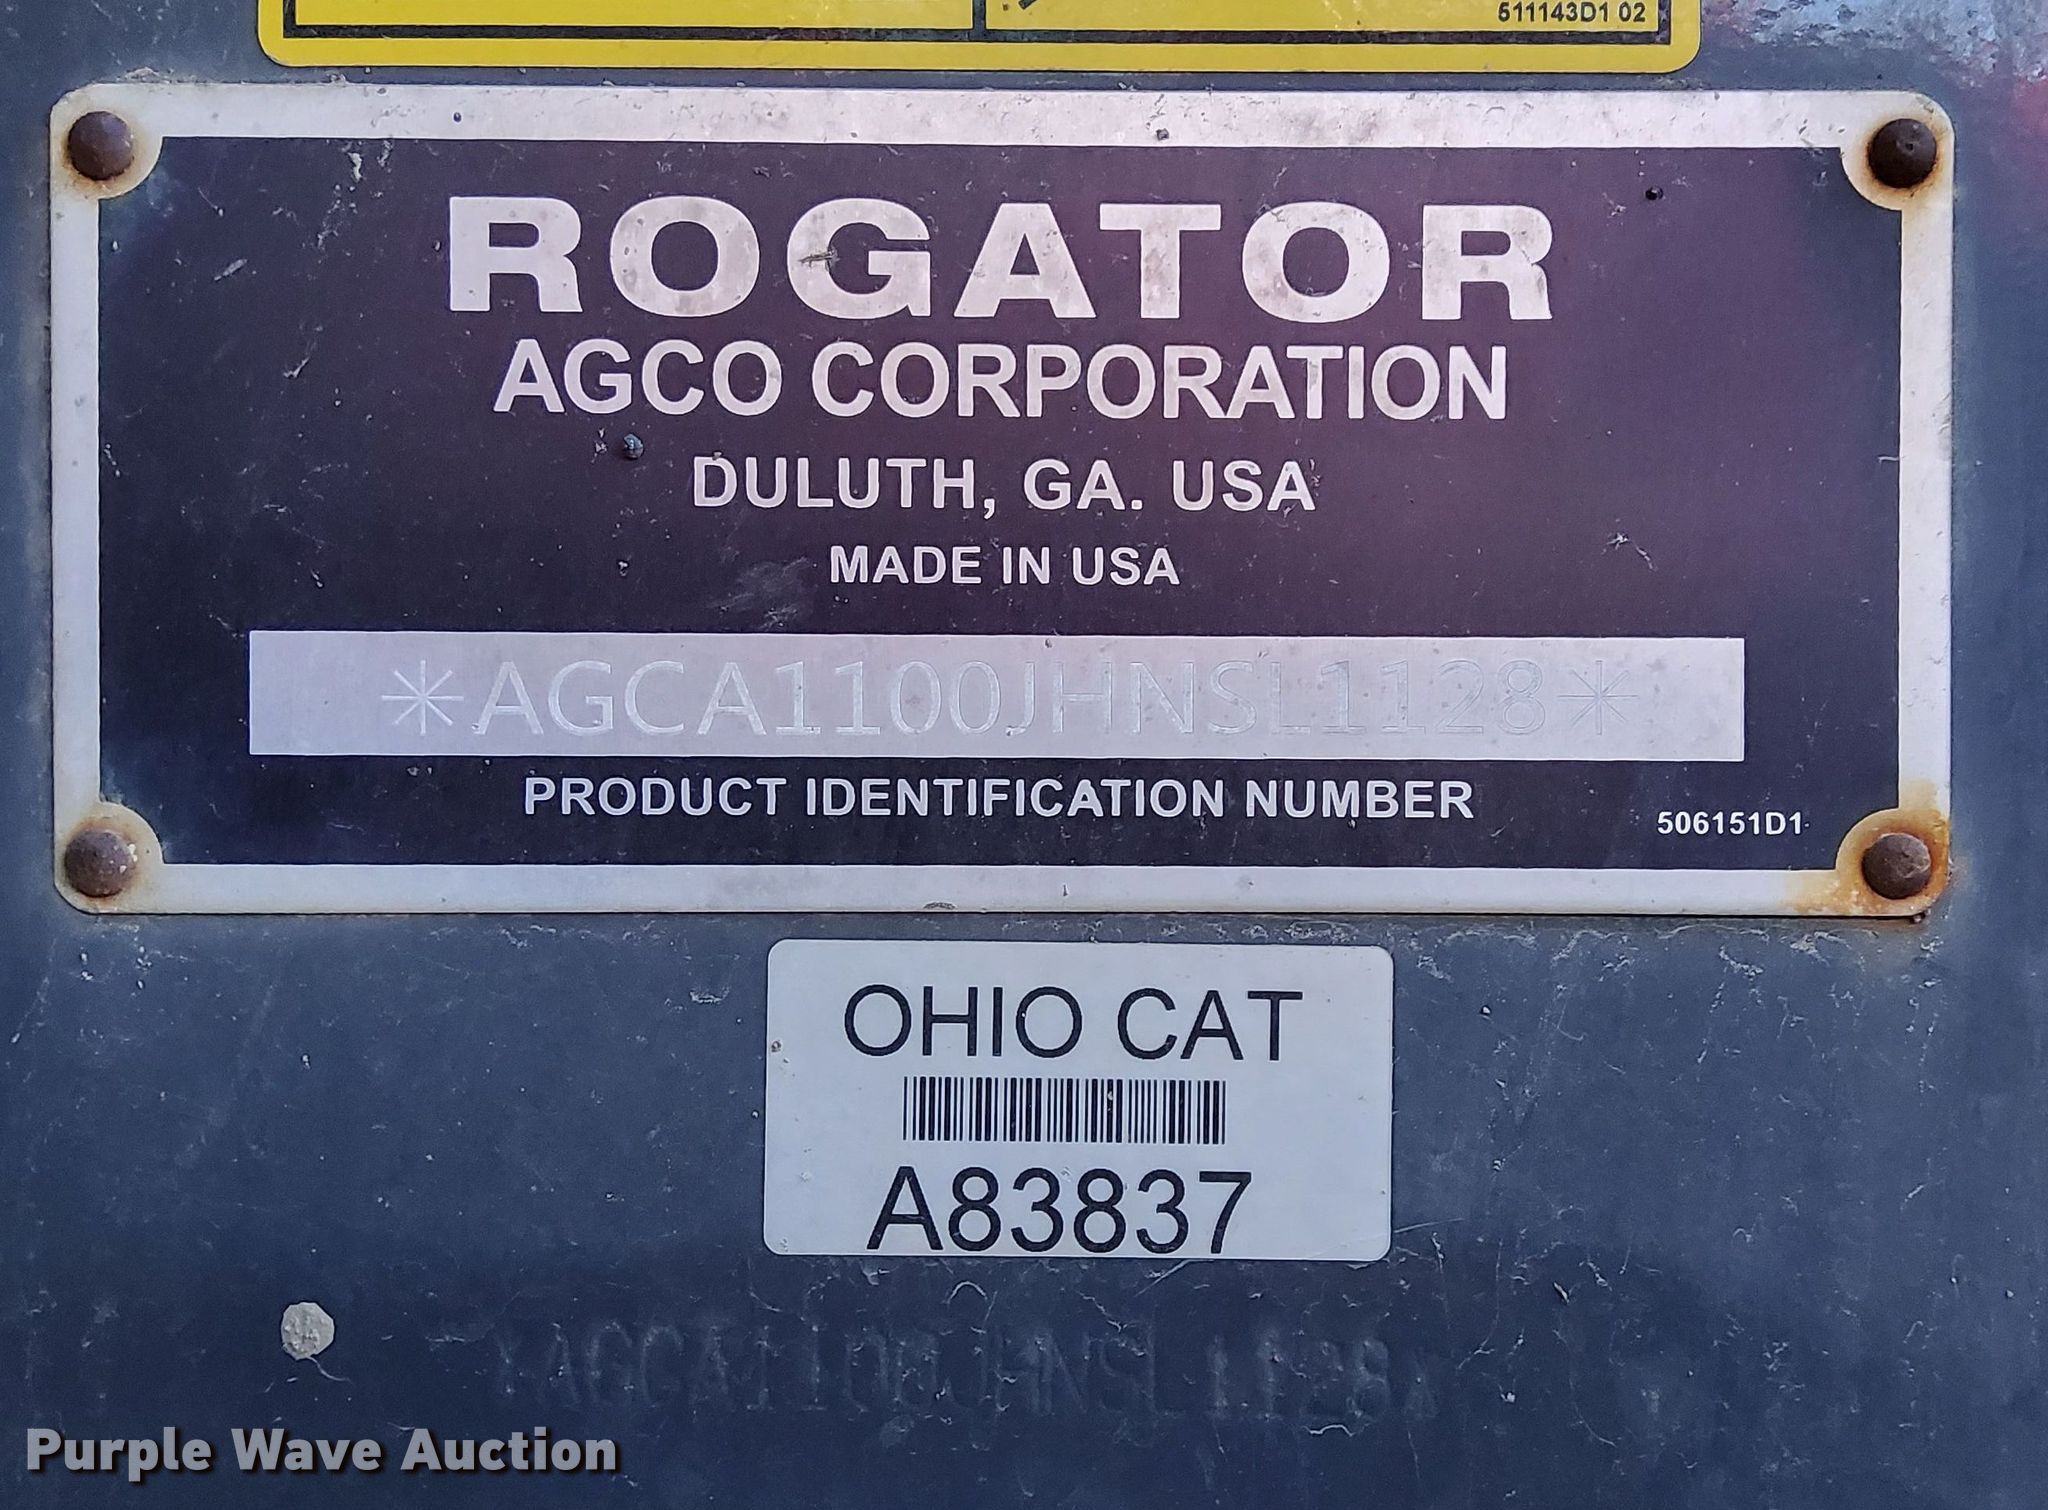 511143D1 02
ROGATOR
AGCO CORPORATION
DULUTH, GA. USA
MADE IN USA
*AGCA1100JHNSL1128*
PRODUCT IDENTIFICATION NUMBER
506151D1
OHIO CAT
A83837
*AGCA1100JHNSL1128*
Purple Wave Auction